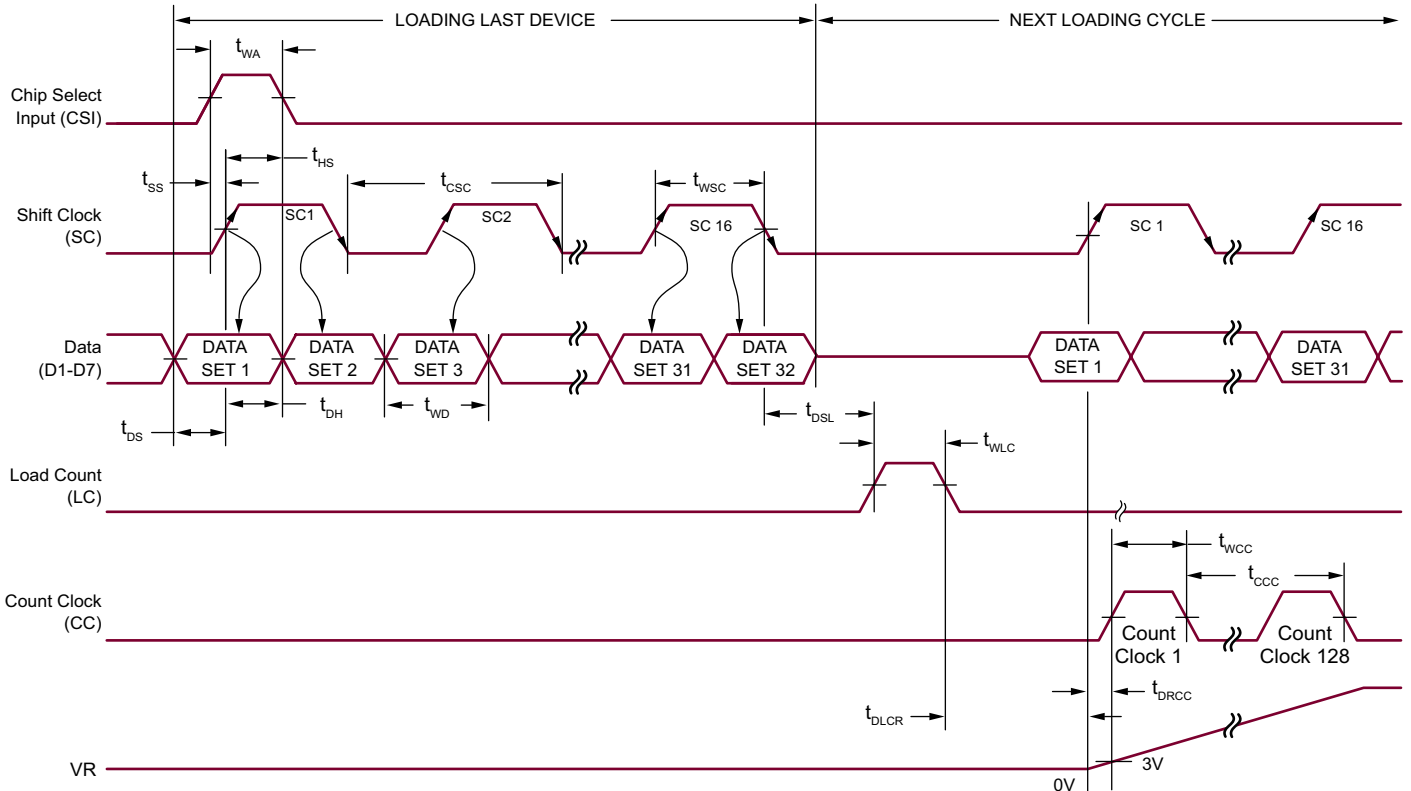 LOADING LAST DEVICE
NEXT LOADING CYCLE
tWA
Chip Select
Input (CSI)
tHS
tSS
tCSC
tWSC
Shift Clock
(SC)
SC1
SC2
SC 16
SC 1
SC 16
Data
(D1-D7)
DATA
SET 1
DATA
SET 2
DATA
SET 3
DATA
SET 31
DATA
SET 32
DATA
SET 1
DATA
SET 31
tDS
tDH
tWD
tDSL
tWLC
Load Count
(LC)
tWCC
tCCC
Count Clock
(CC)
Count
Clock 1
Count
Clock 128
tDRCC
tDLCR
VR
0V
3V